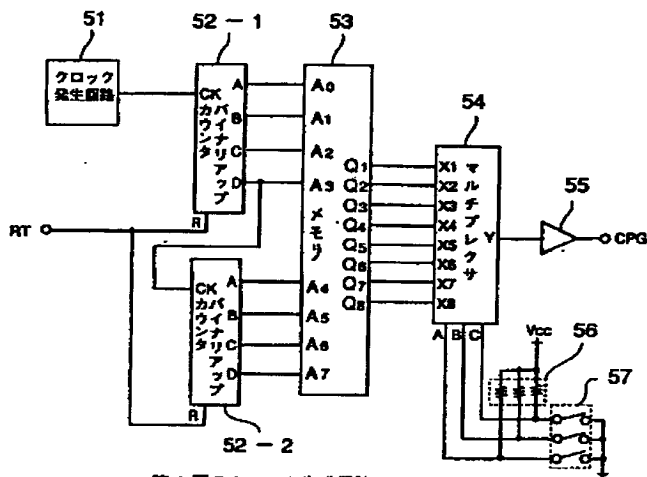 51
52-1
53
クロック
発生回路
CK
バイナリアップ
カウンタ
A
B
C
D
R
A0
A1
A2
A3
メモリ
Q1
Q2
Q3
Q4
Q5
Q6
Q7
Q8
54
X1
X2
X3
X4
X5
X6
X7
X8
マルチプレクサ
Y
55
CPG
RT
CK
バイナリアップ
カウンタ
A
B
C
D
R
A4
A5
A6
A7
52-2
A B C
Vcc
56
57